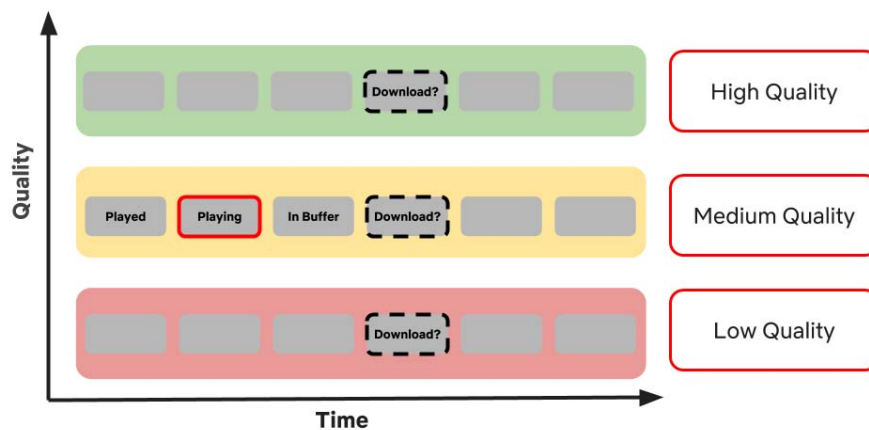 Quality
Download?
High Quality
Played
Playing
In Buffer
Download?
Medium Quality
Download?
Low Quality
Time